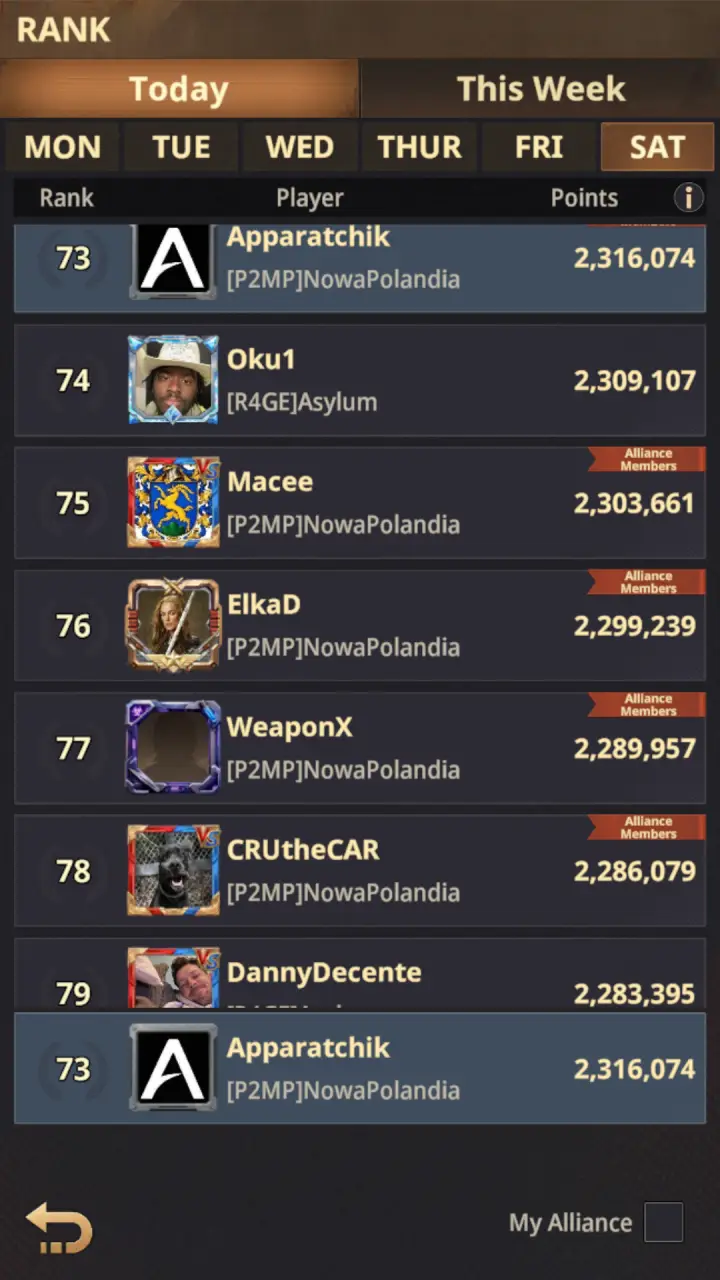 RANK
Today
This Week
MON
TUE
WED
THUR
FRI
SAT
Rank
Player
Points
73
Apparatchik
[P2MP]NowaPolandia
2,316,074
74
Oku1
[R4GE]Asylum
2,309,107
75
Macee
[P2MP]NowaPolandia
Alliance
Members
2,303,661
76
ElkaD
[P2MP]NowaPolandia
Alliance
Members
2,299,239
77
WeaponX
[P2MP]NowaPolandia
Alliance
Members
2,289,957
78
CRUtheCAR
[P2MP]NowaPolandia
Alliance
Members
2,286,079
79
DannyDecente
2,283,395
73
Apparatchik
[P2MP]NowaPolandia
2,316,074
My Alliance